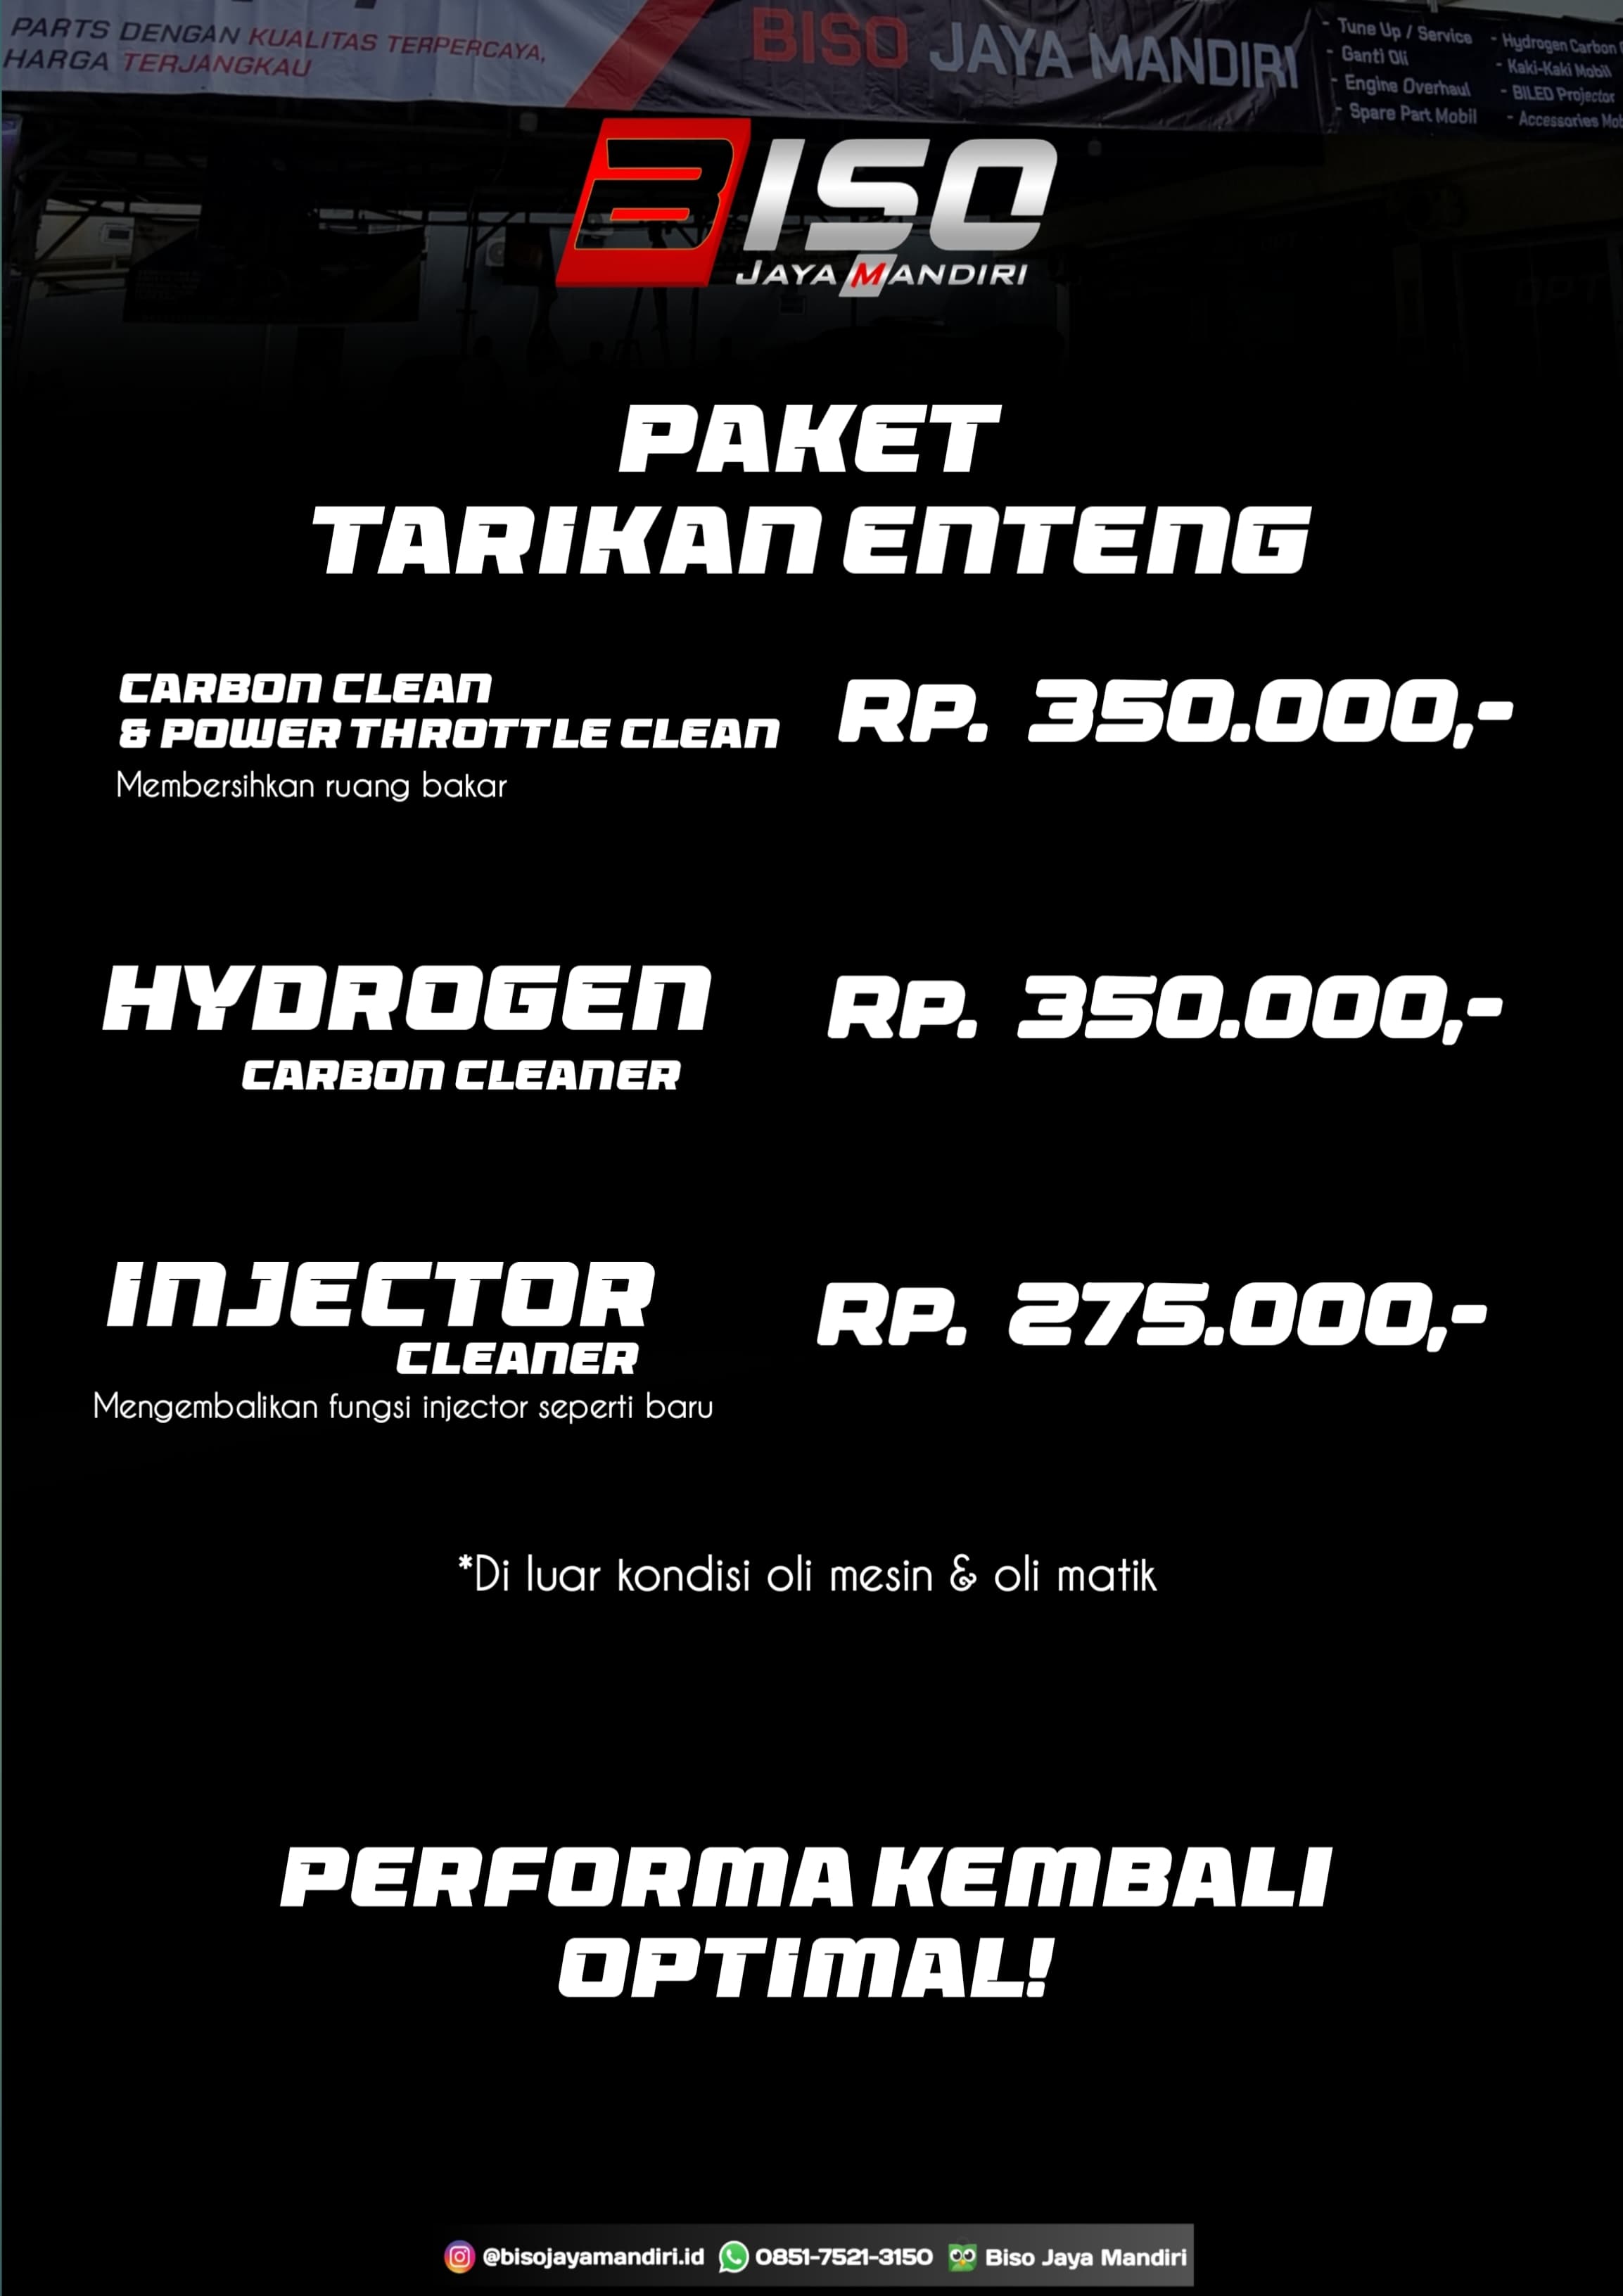 PARTS DENGAN KUALITAS TERPERCAYA,
HARGA TERJANGKAU
BISO JAYA MANDIRI
- Tune Up / Service
- Ganti Oli
- Engine Overhaul
- Spare Part Mobil
- Hydrogen Carbon
- Kaki-Kaki Mobil
- BILED Projector
- Accessories
BISO
JAYA MANDIRI
PAKET
TARIKAN ENTENG
CARBON CLEAN
& POWER THROTTLE CLEAN
RP. 350.000,-
Membersihkan ruang bakar
HYDROGEN
CARBON CLEANER
RP. 350.000,-
INJECTOR
CLEANER
RP. 275.000,-
Mengembalikan fungsi injector seperti baru
*Di luar kondisi oli mesin & oli matik
PERFORMA KEMBALI
OPTIMAL!
@bisojayamandiri.id 0851-7521-3150 Biso Jaya Mandiri